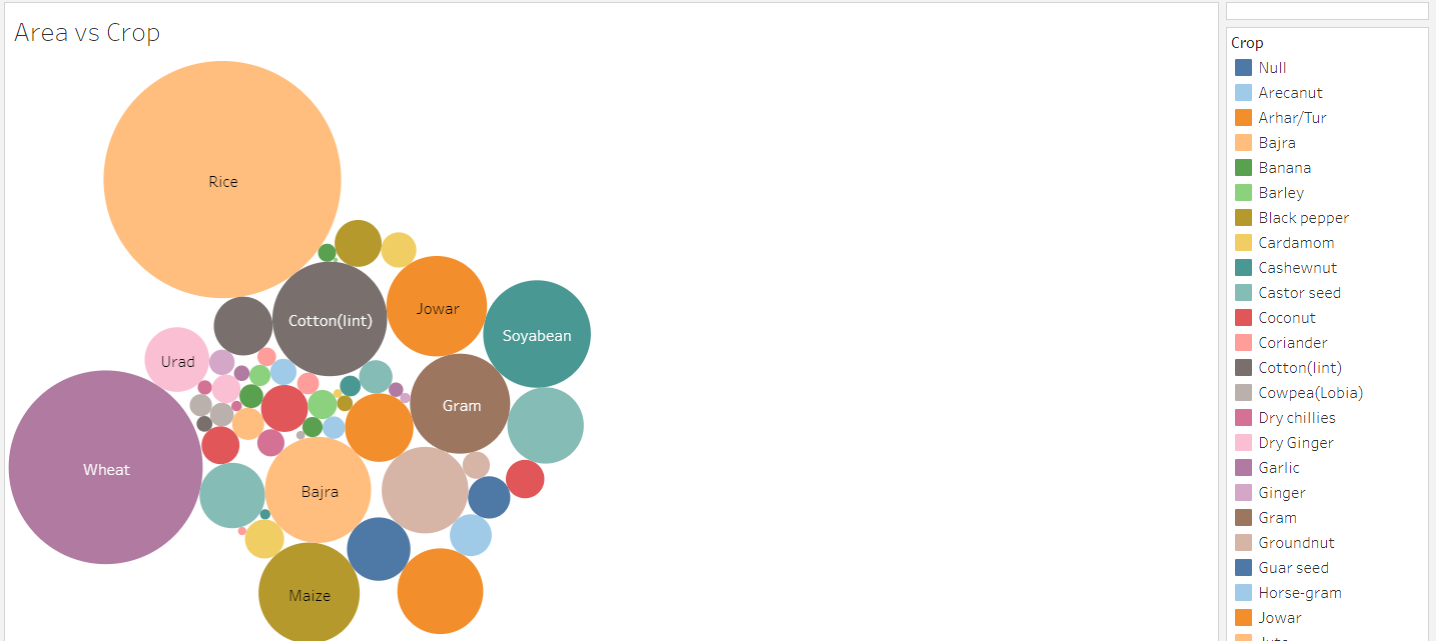 Area vs Crop
Rice
Cotton(lint)
Jowar
Soyabean
Urad
Gram
Wheat
Bajra
Maize
Crop
Null
Arecanut
Arhar/Tur
Bajra
Banana
Barley
Black pepper
Cardamom
Cashewnut
Castor seed
Coconut
Coriander
Cotton(lint)
Cowpea(Lobia)
Dry chillies
Dry Ginger
Garlic
Ginger
Gram
Groundnut
Guar seed
Horse-gram
Jowar